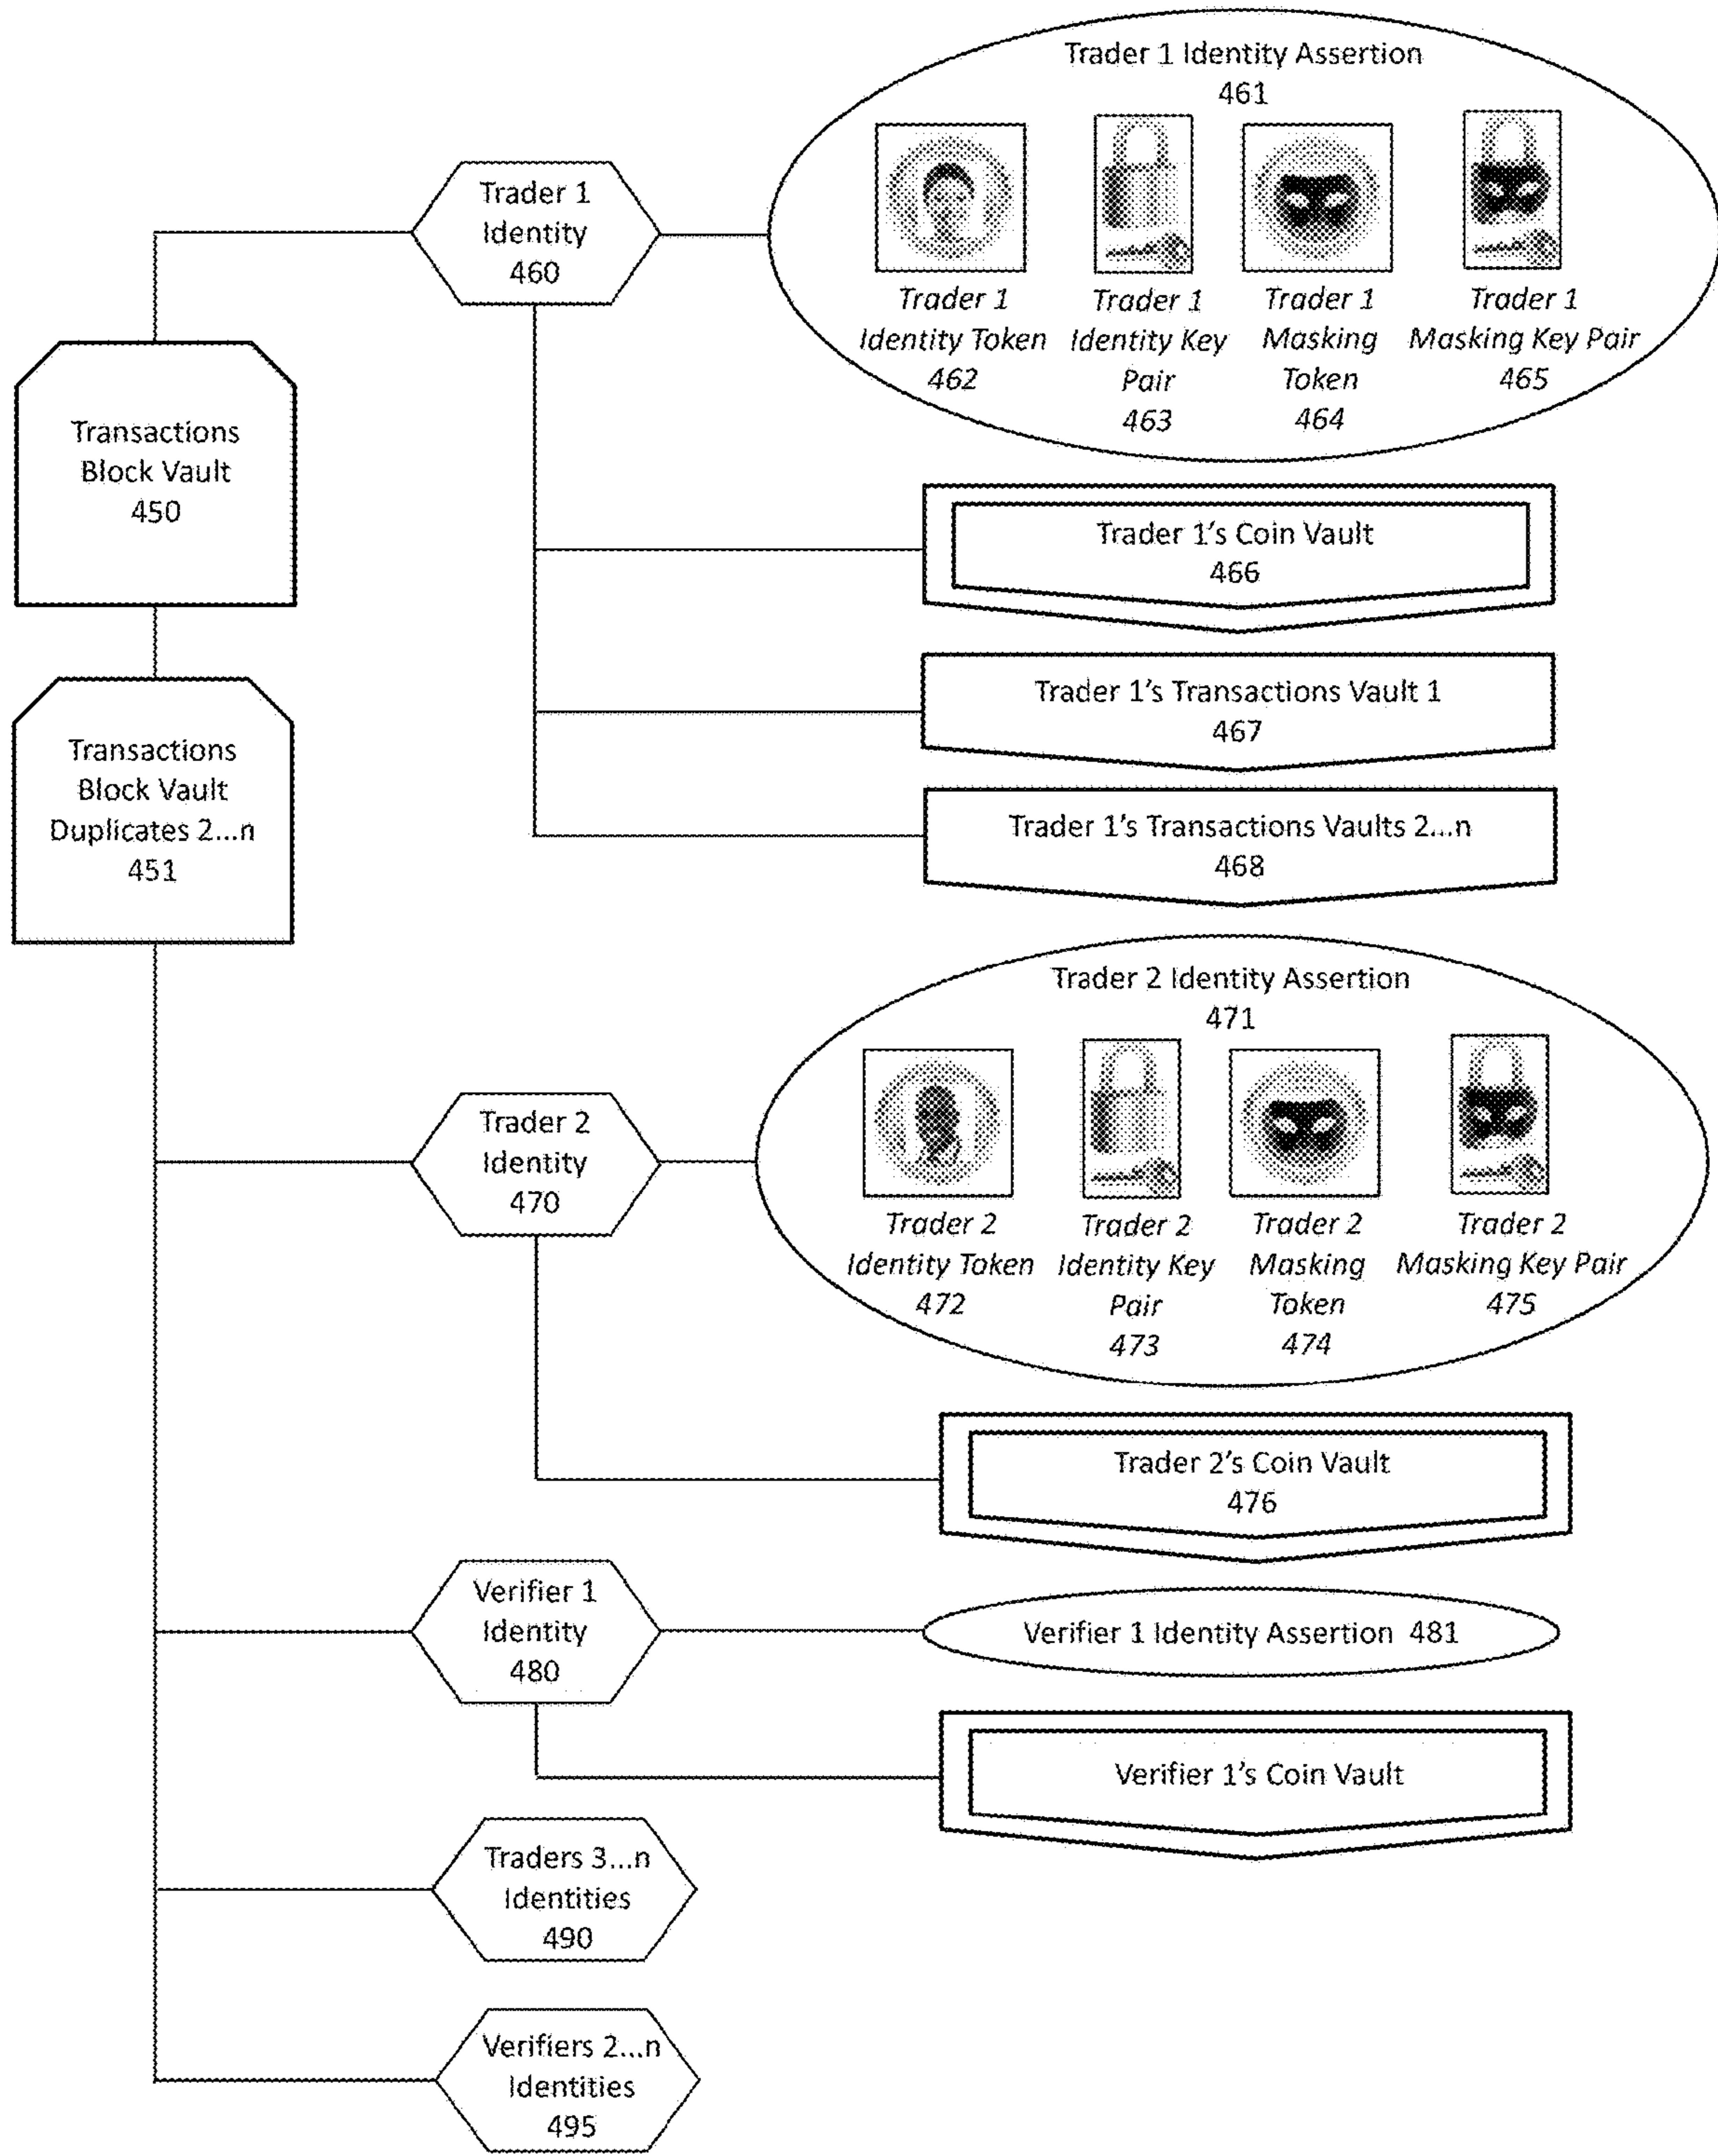 Trader 1 Identity Assertion
461
Trader 1
Identity Token
462
Trader 1
Identity Key
Pair
463
Trader 1
Masking
Token
464
Trader 1
Masking Key Pair
465
Trader 1
Identity
460
Transactions
Block Vault
450
Trader 1's Coin Vault
466
Trader 1's Transactions Vault 1
467
Trader 1's Transactions Vaults 2...n
468
Transactions
Block Vault
Duplicates 2...n
451
Trader 2 Identity Assertion
471
Trader 2
Identity Token
472
Trader 2
Identity Key
Pair
473
Trader 2
Masking
Token
474
Trader 2
Masking Key Pair
475
Trader 2
Identity
470
Trader 2's Coin Vault
476
Verifier 1
Identity
480
Verifier 1 Identity Assertion 481
Verifier 1's Coin Vault
Traders 3...n
Identities
490
Verifiers 2...n
Identities
495